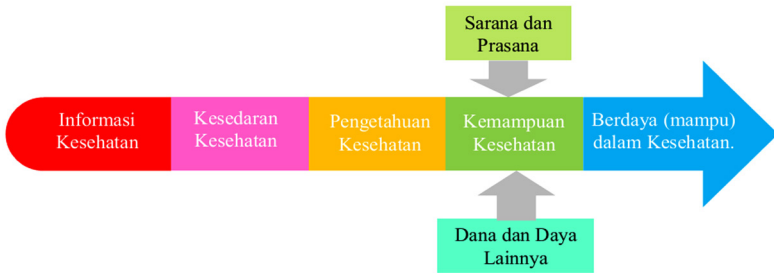 Sarana dan
Prasana
Informasi
Kesehatan
Kesedaran
Kesehatan
Pengetahuan
Kesehatan
Kemampuan
Kesehatan
Berdaya (mampu)
dalam Kesehatan.
Dana dan Daya
Lainnya